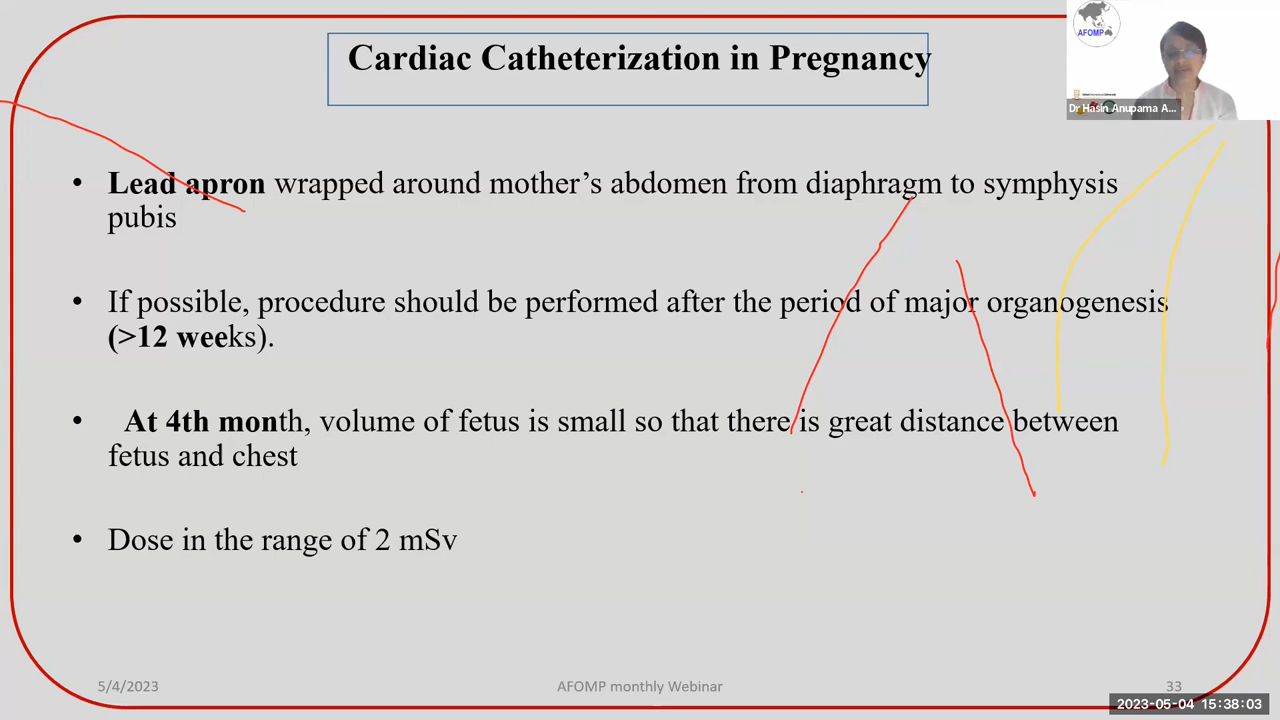 Cardiac Catheterization in Pregnancy
AFOMP
Dr Hasin Anupama A...
• Lead apron wrapped around mother’s abdomen from diaphragm to symphysis
pubis
• If possible, procedure should be performed after the period of major organogenesis
(>12 weeks).
• At 4th month, volume of fetus is small so that there is great distance between
fetus and chest
• Dose in the range of 2 mSv
5/4/2023
AFOMP monthly Webinar
33
2023-05-04 15:38:03